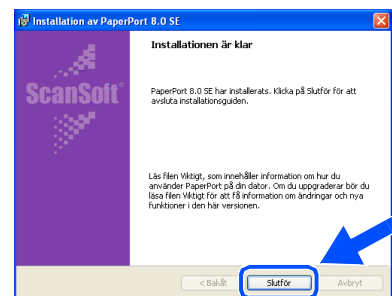 Installation av PaperPort 8.0 SE
Installationen är klar
ScanSoft
PaperPort 8.0 SE har installerats. Klicka på Slutför för att
avsluta installationsguiden.
Läs filen Viktigt, som innehåller information om hur du
använder PaperPort på din dator. Om du uppgraderar bör du
läsa filen Viktigt för att få information om ändringar och nya
funktioner i den här versionen.
< Bakåt
Slutför
Avbryt